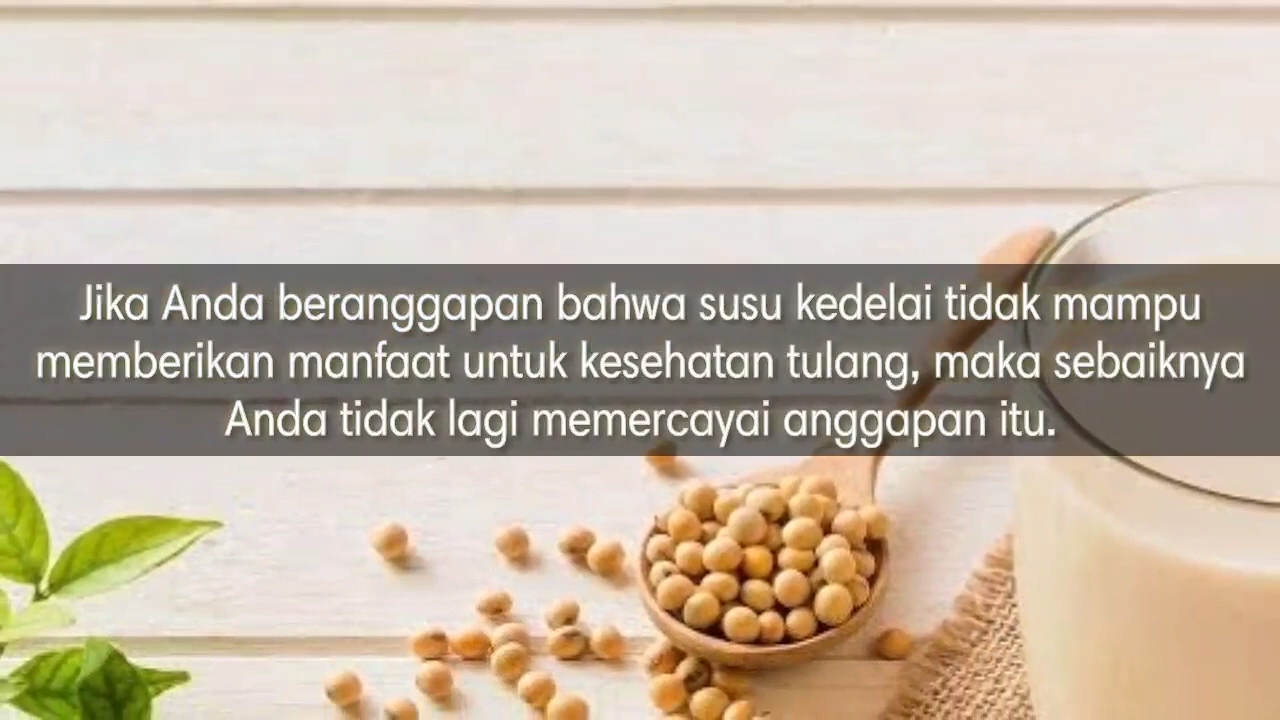 Jika Anda beranggapan bahwa susu kedelai tidak mampu
memberikan manfaat untuk kesehatan tulang, maka sebaiknya
Anda tidak lagi memercayai anggapan itu.